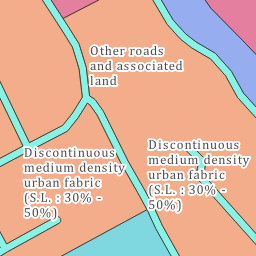 Other roads
and associated
land
Discontinuous
medium density
urban fabric
(S.L. : 30% -
50%)
Discontinuous
medium density
urban fabric
(S.L. : 30% -
50%)